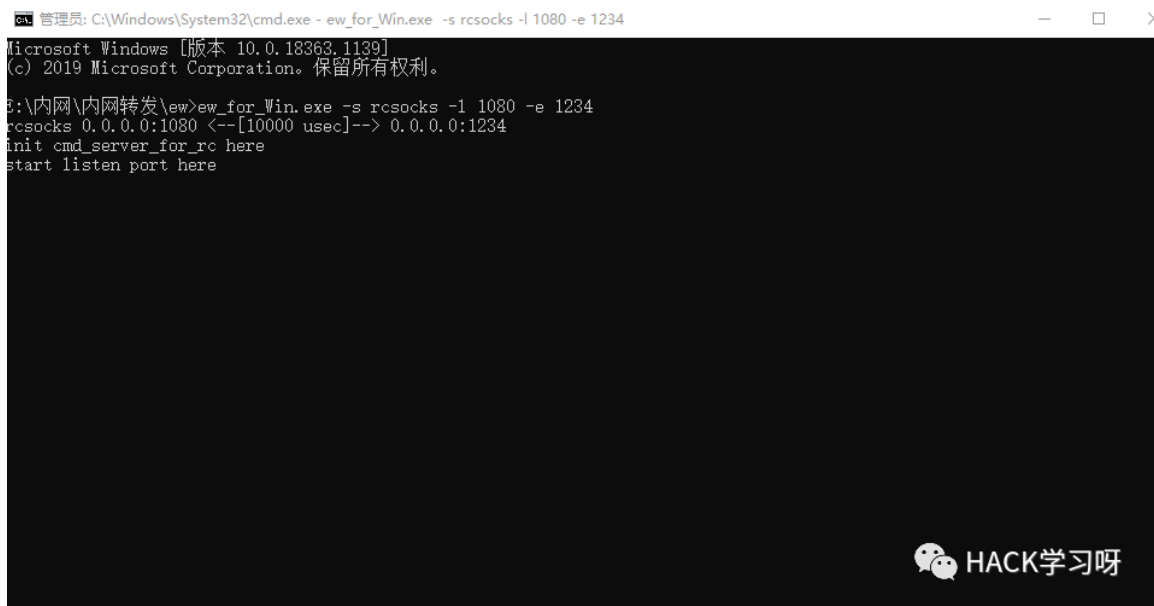 管理员: C:\Windows\System32\cmd.exe - ew_for_Win.exe -s rcsocks -l 1080 -e 1234
Microsoft Windows [版本 10.0.18363.1139]
(c) 2019 Microsoft Corporation。保留所有权利。
E:\内网\内网转发\ew>ew_for_Win.exe -s rcsocks -l 1080 -e 1234
rcsocks 0.0.0.0:1080 <--[10000 usec]--> 0.0.0.0:1234
init cmd_server_for_rc here
start listen port here
HACK学习呀